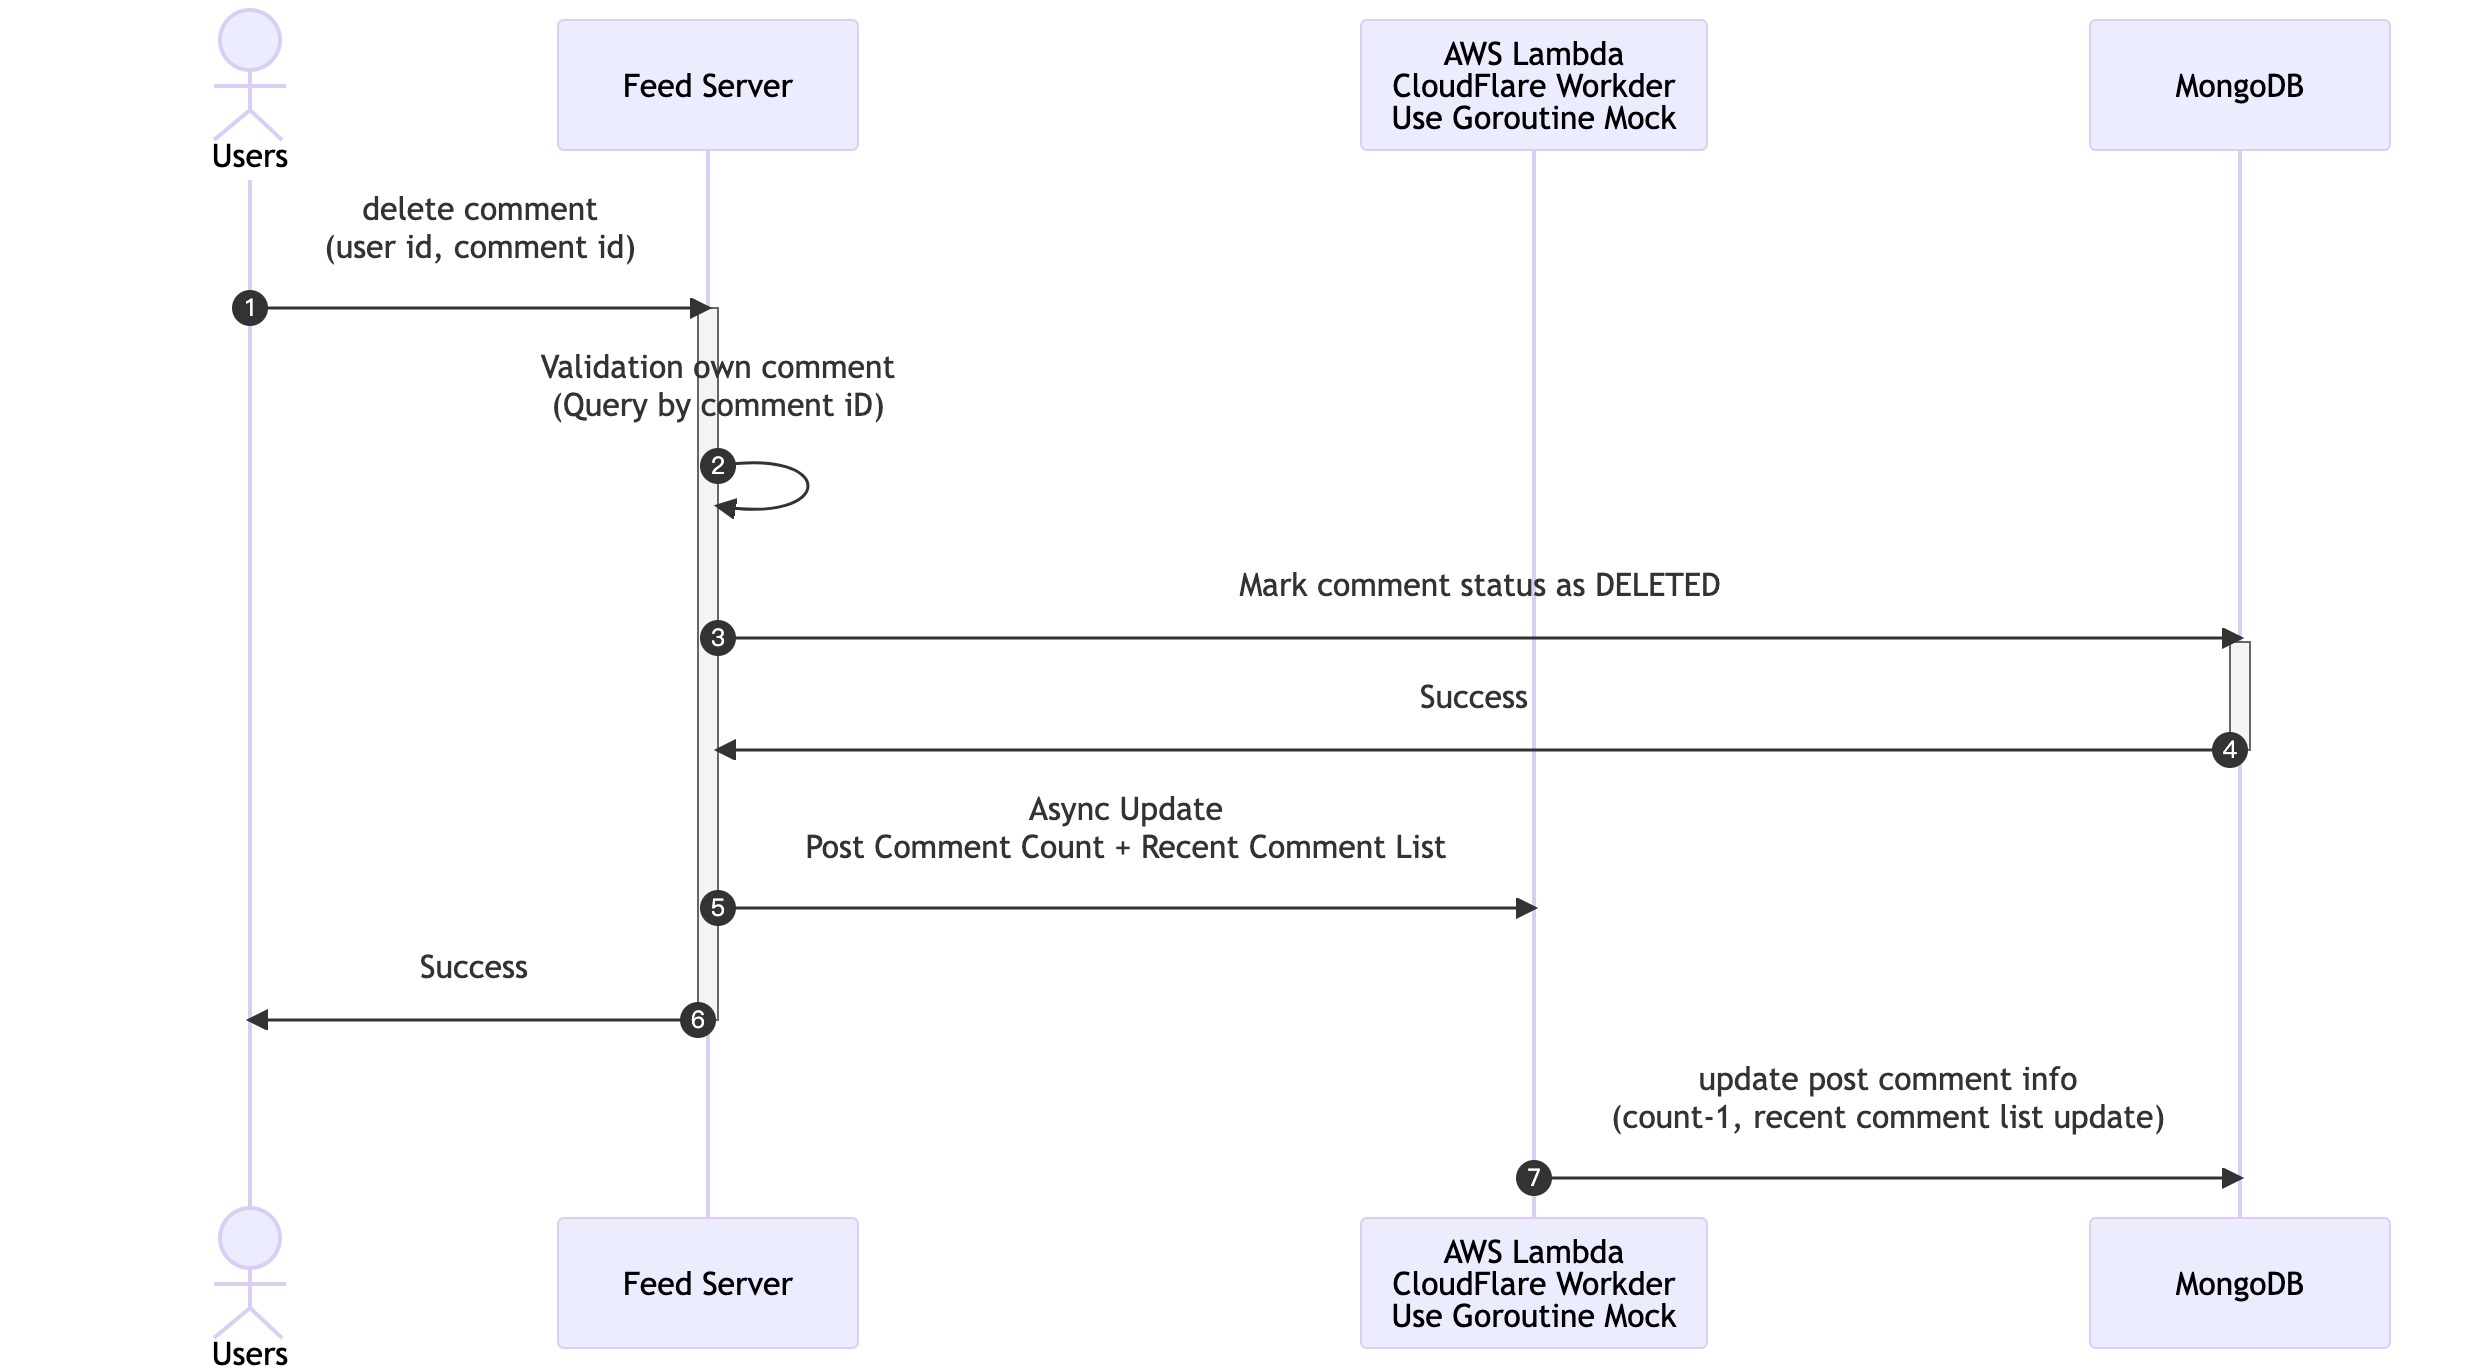 Users
Feed Server
AWS Lambda
CloudFlare Workder
Use Goroutine Mock
MongoDB
delete comment
(user id, comment id)
1
Validation own comment
(Query by comment iD)
2
Mark comment status as DELETED
3
Success
4
Async Update
Post Comment Count + Recent Comment List
5
Success
6
update post comment info
(count-1, recent comment list update)
7
Users
Feed Server
AWS Lambda
CloudFlare Workder
Use Goroutine Mock
MongoDB